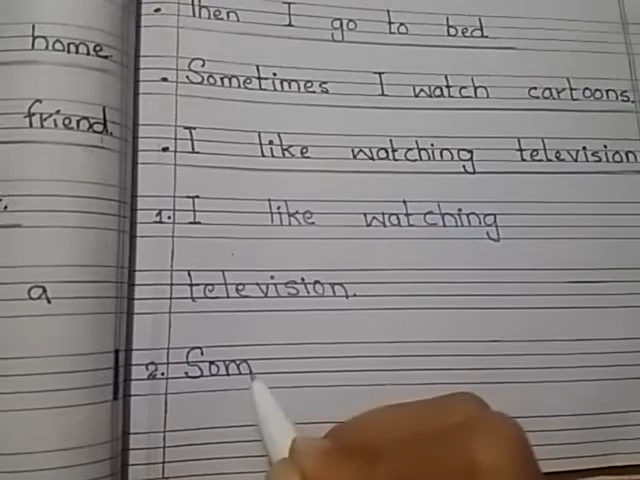 home
friend.
a
. Then I go to bed
. Sometimes I watch cartoons.
. I like watching television
1. I like watching
television.
2. Som